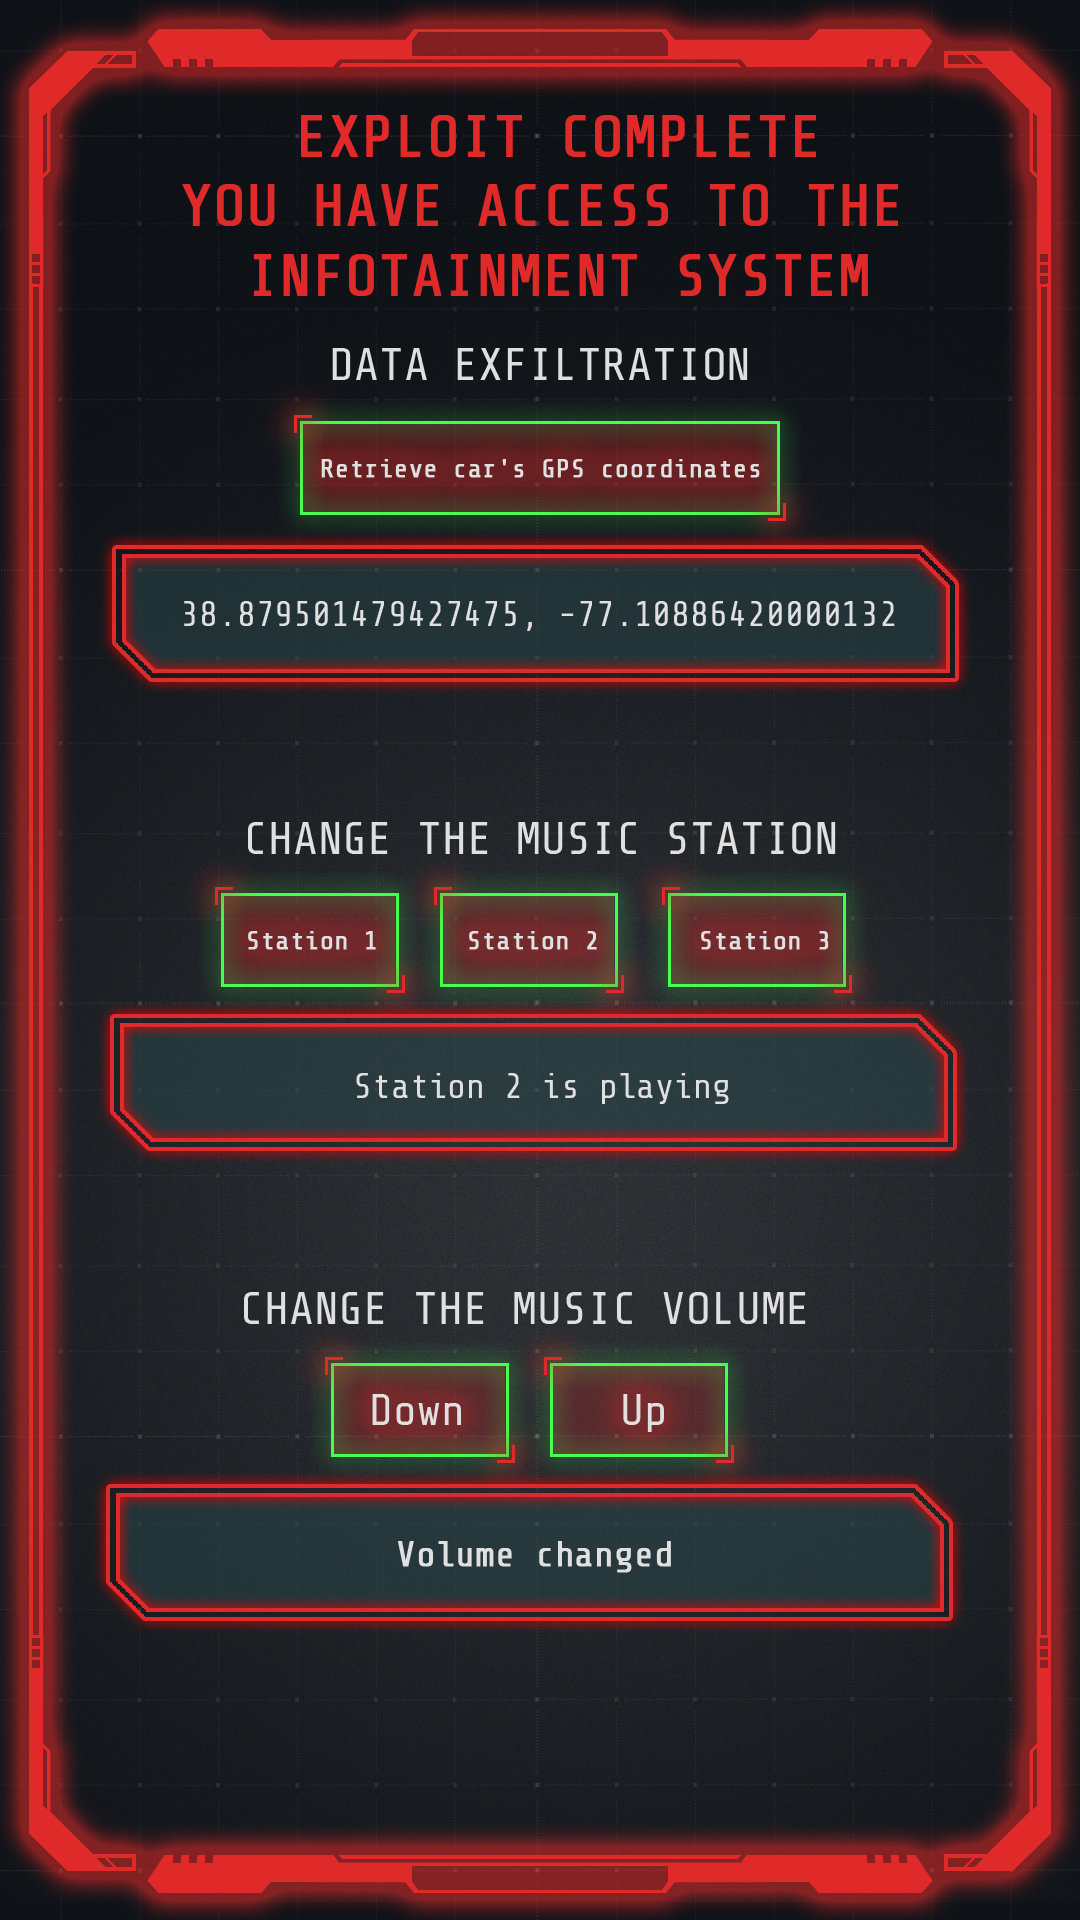 EXPLOIT COMPLETE
YOU HAVE ACCESS TO THE
INFOTAINMENT SYSTEM
DATA EXFILTRATION
Retrieve car's GPS coordinates
38.879501479427475, -77.10886420000132
CHANGE THE MUSIC STATION
Station 1
Station 2
Station 3
Station 2 is playing
CHANGE THE MUSIC VOLUME
Down
Up
Volume changed